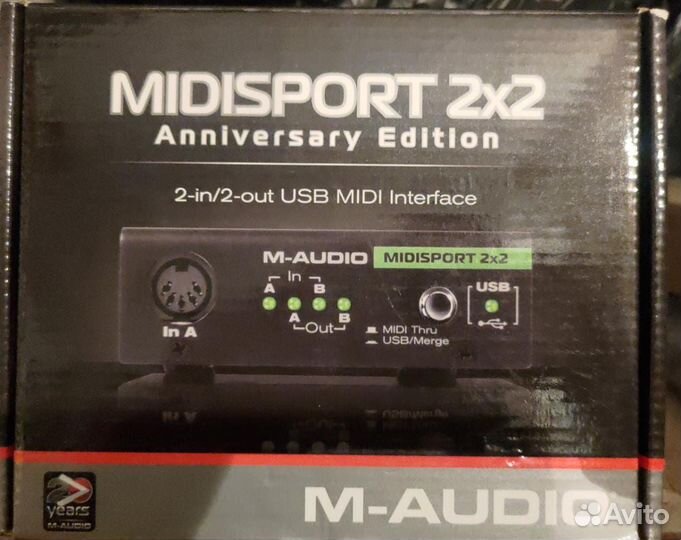 MIDISPORT 2x2
Anniversary Edition
2-in/2-out USB MIDI Interface
M-AUDIO MIDISPORT 2x2
In
A B
A B
Out
In A
MIDI Thru
USB/Merge
USB
20
years
M-AUDIO
M-AUDIO
Avito